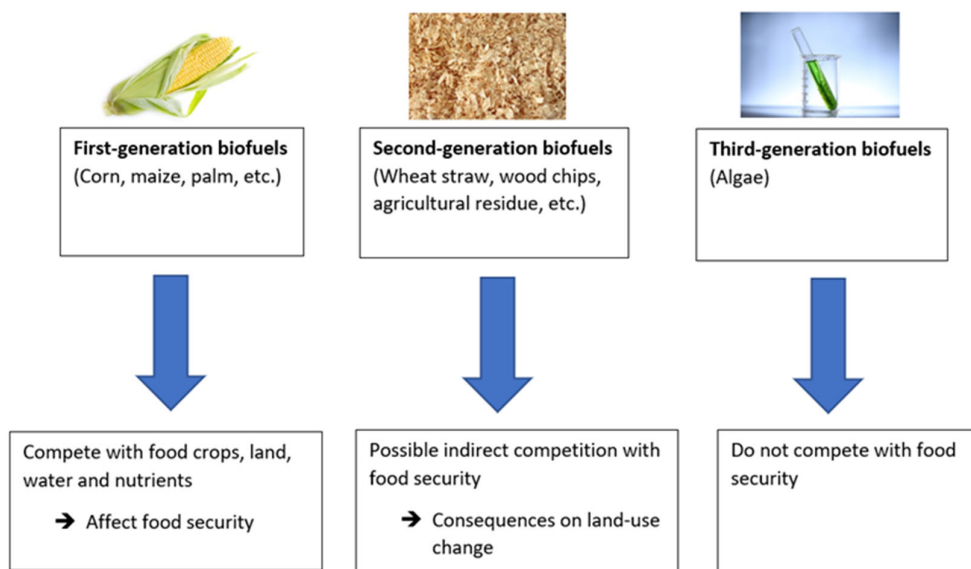 First-generation biofuels
(Corn, maize, palm, etc.)
Second-generation biofuels
(Wheat straw, wood chips,
agricultural residue, etc.)
Third-generation biofuels
(Algae)
Compete with food crops, land,
water and nutrients
➔ Affect food security
Possible indirect competition with
food security
➔ Consequences on land-use
change
Do not compete with food
security